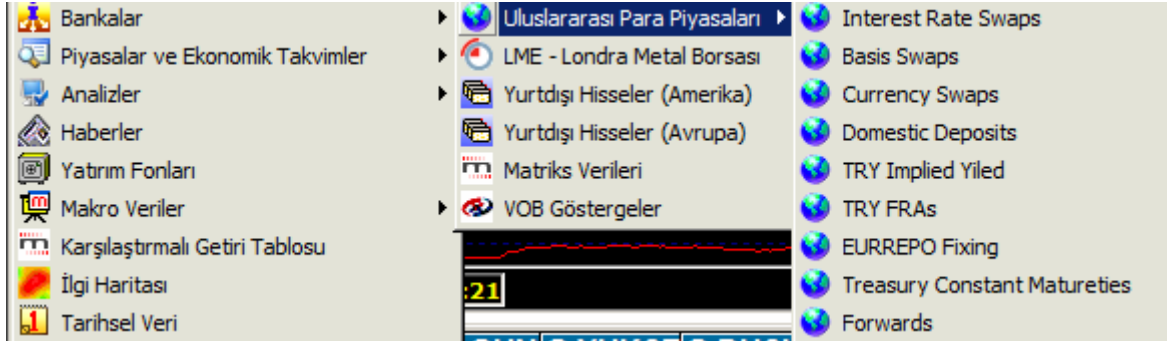 Bankalar
Piyasalar ve Ekonomik Takvimler
Analizler
Haberler
Yatırım Fonları
Makro Veriler
Karşılaştırmalı Getiri Tablosu
İlgi Haritası
Tarihsel Veri
Uluslararası Para Piyasaları
LME - Londra Metal Borsası
Yurtdışı Hisseler (Amerika)
Yurtdışı Hisseler (Avrupa)
Matriks Verileri
VOB Göstergeler
:21
Interest Rate Swaps
Basis Swaps
Currency Swaps
Domestic Deposits
TRY Implied Yiled
TRY FRAs
EURREPO Fixing
Treasury Constant Matureties
Forwards